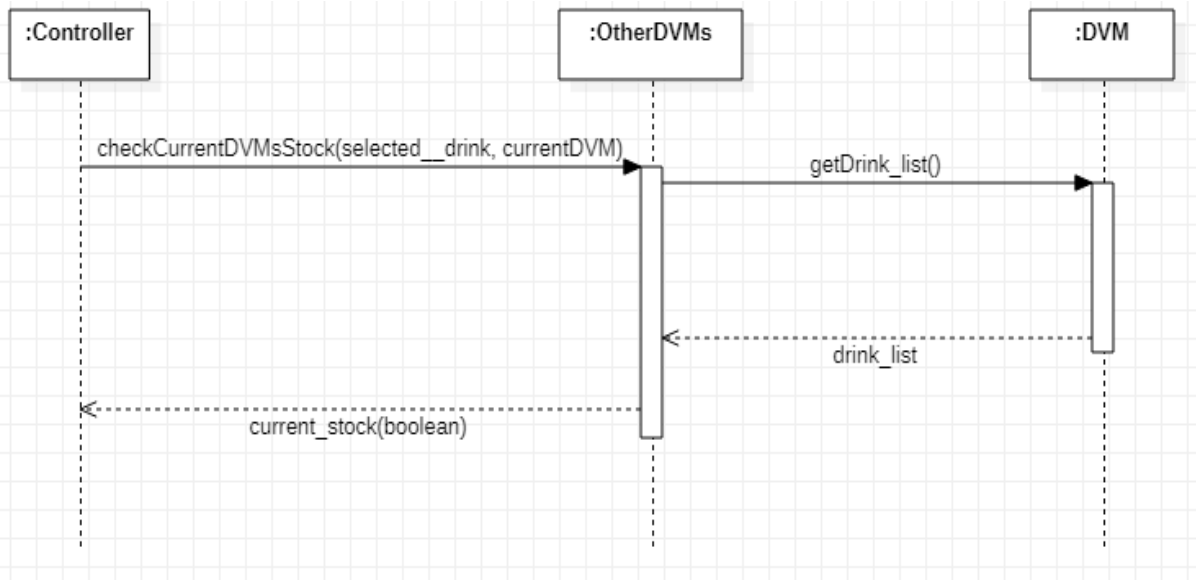 :Controller
:OtherDVMs
:DVM
checkCurrentDVMsStock(selected__drink, currentDVM)
getDrink_list()
drink_list
current_stock(boolean)